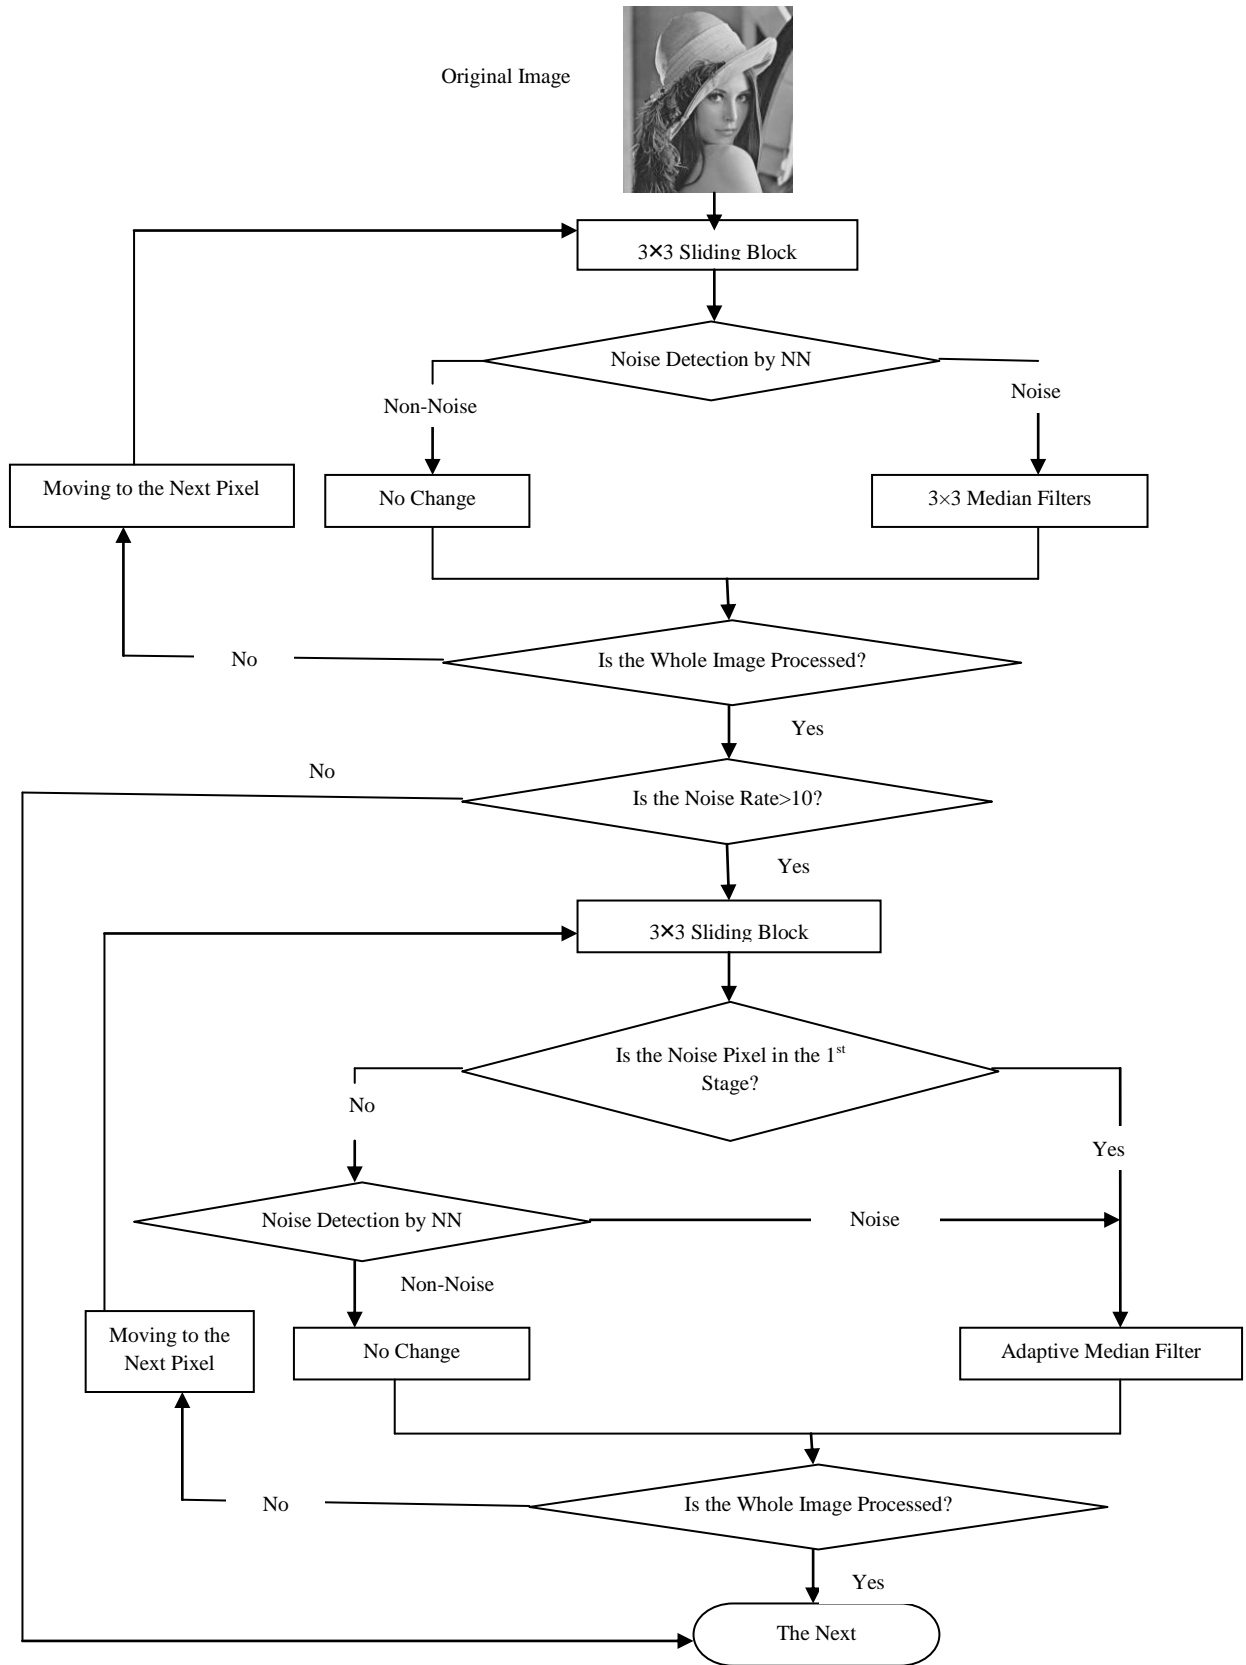 Original Image
3×3 Sliding Block
Noise Detection by NN
Non-Noise
Noise
Moving to the Next Pixel
No Change
3×3 Median Filters
No
Is the Whole Image Processed?
Yes
No
Is the Noise Rate>10?
Yes
3×3 Sliding Block
Is the Noise Pixel in the 1st
Stage?
No
Yes
Noise Detection by NN
Noise
Non-Noise
Moving to the
Next Pixel
No Change
Adaptive Median Filter
No
Is the Whole Image Processed?
Yes
The Next